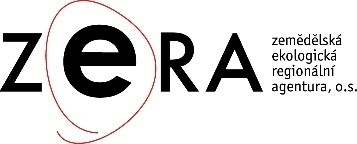 ZeRA
zemědělská
ekologická
regionální
agentura, o.s.